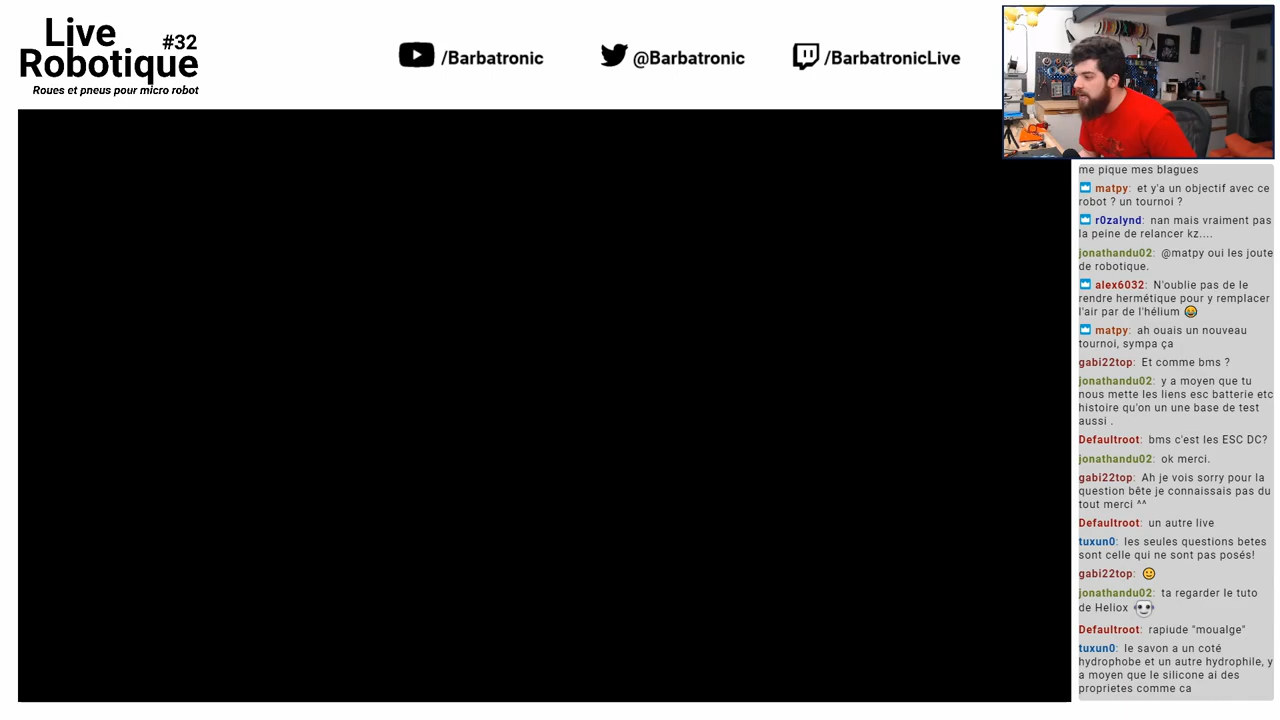 Live
Robotique #32
Roues et pneus pour micro robot
/Barbatronic
@Barbatronic
/BarbatronicLive
me pique mes blagues
matpy: et y'a un objectif avec ce
robot ? un tournoi ?
r0zalynd: nan mais vraiment pas
la peine de relancer kz....
jonathandu02: @matpy oui les joute
de robotique.
alex6032: N'oublie pas de le
rendre hermétique pour y remplacer
l'air par de l'hélium 😂
matpy: ah ouais un nouveau
tournoi, sympa ça
gabi22top: Et comme bms ?
jonathandu02: y a moyen que tu
nous mette les liens esc batterie etc
histoire qu'on un une base de test
aussi .
Defaultroot: bms c'est les ESC DC?
jonathandu02: ok merci.
gabi22top: Ah je vois sorry pour la
question bête je connaissais pas du
tout merci ^^
Defaultroot: un autre live
tuxun0: les seules questions betes
sont celle qui ne sont pas posés!
gabi22top: 🙂
jonathandu02: ta regarder le tuto
de Heliox
Defaultroot: rapiude "moualge"
tuxun0: le savon a un coté
hydrophobe et un autre hydrophile, y
a moyen que le silicone ai des
proprietes comme ca